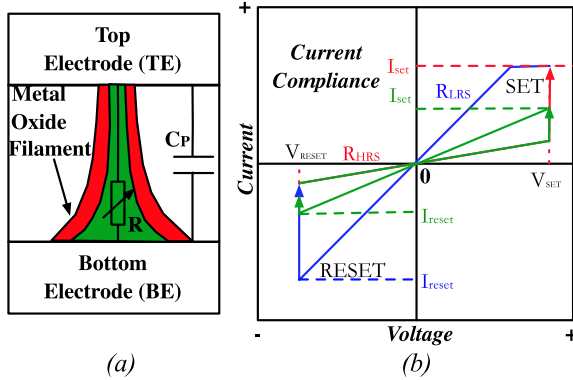 Top
Electrode (TE)
Metal
Oxide
Filament
CP
R
Bottom
Electrode (BE)
(a)
+
Current
Compliance
Iset
RLRS
SET
Iset
VRESET
RHRS
Current
0
VSET
Ireset
RESET
Ireset
-
Voltage
+
(b)